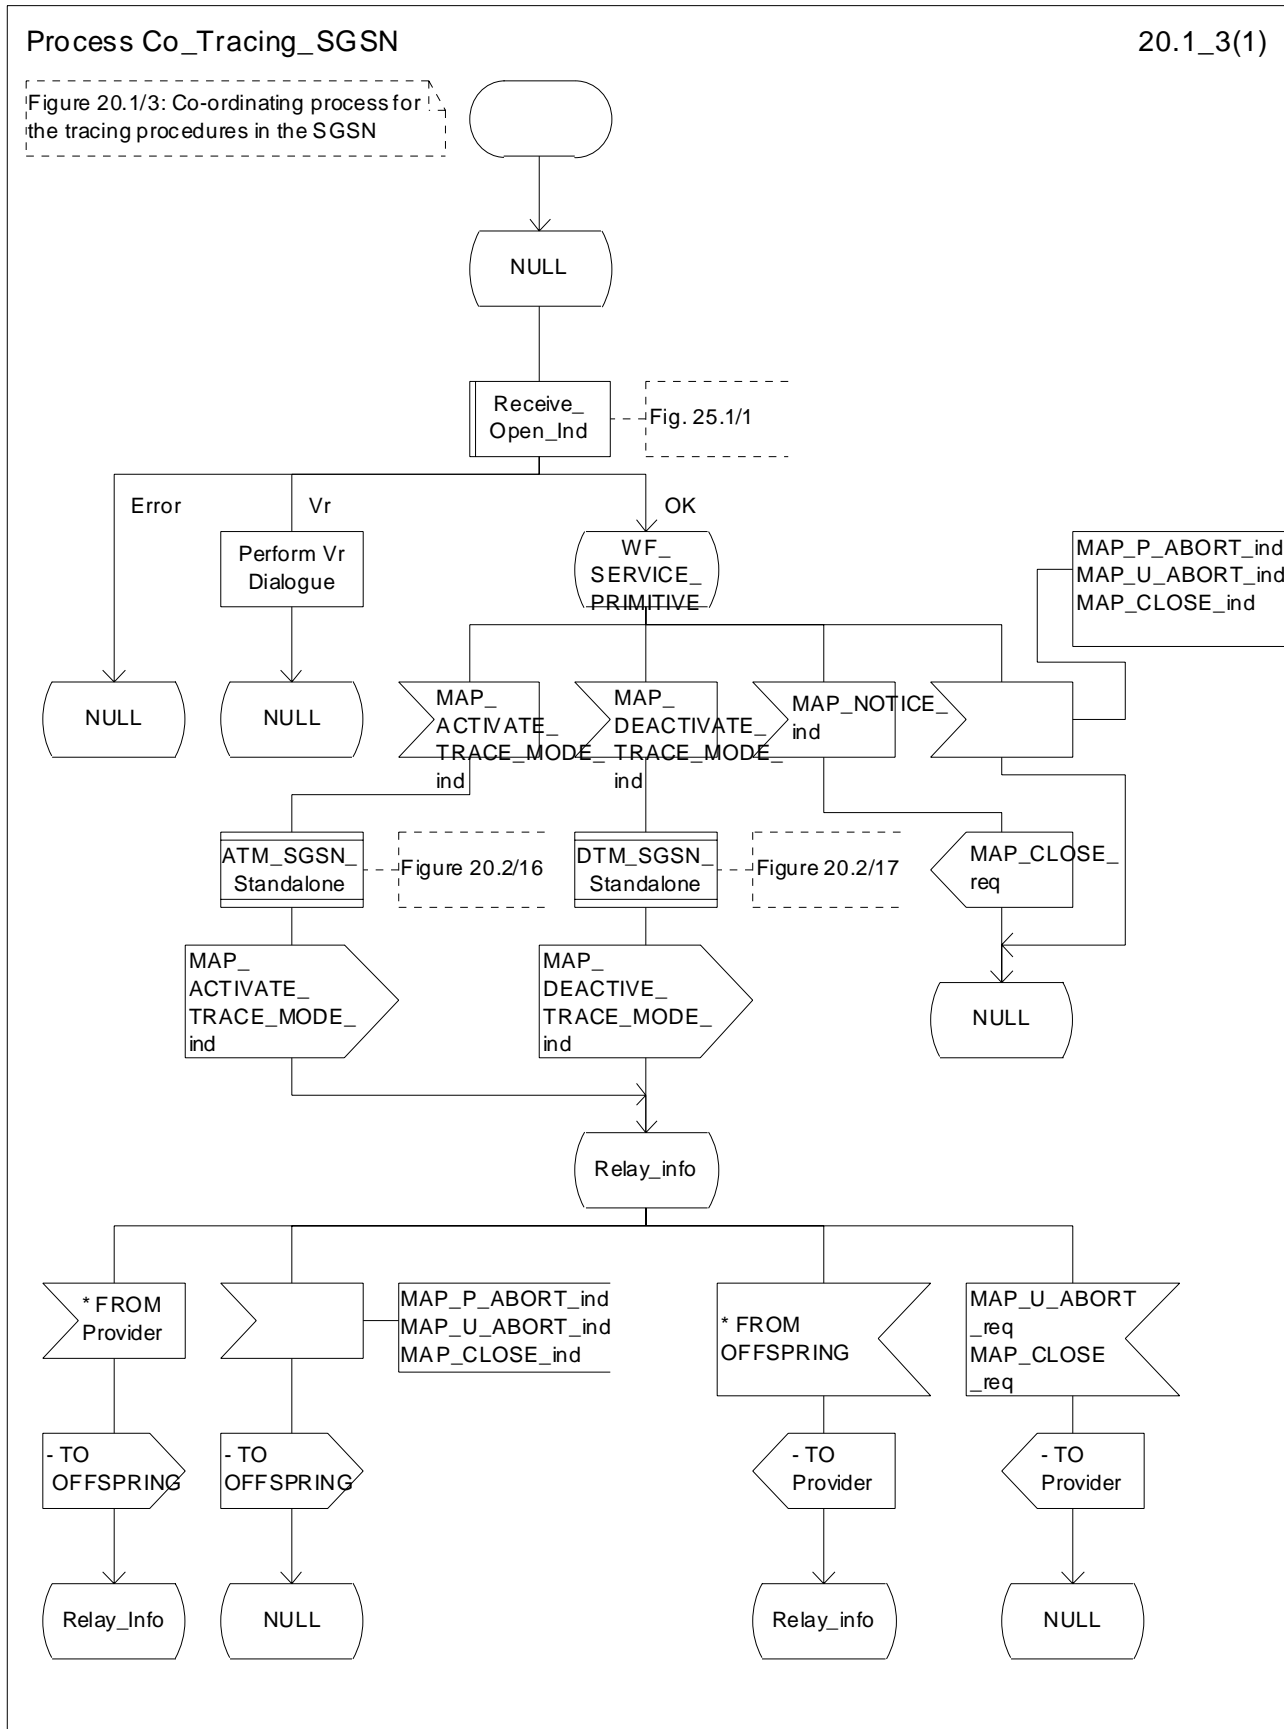 Process Co_Tracing_SGSN
20.1_3(1)
Figure 20.1/3: Co-ordinating process for
the tracing procedures in the SGSN
NULL
Receive_
Open_Ind
Fig. 25.1/1
Error
Vr
OK
Perform Vr
Dialogue
WF_
SERVICE_
PRIMITIVE
MAP_P_ABORT_ind
MAP_U_ABORT_ind
MAP_CLOSE_ind
NULL
NULL
MAP_
ACTIVATE_
TRACE_MODE_
ind
MAP_
DEACTIVATE_
TRACE_MODE_
ind
MAP_NOTICE_
ind
ATM_SGSN_
Standalone
Figure 20.2/16
DTM_SGSN_
Standalone
Figure 20.2/17
MAP_CLOSE_
req
MAP_
ACTIVATE_
TRACE_MODE_
ind
MAP_
DEACTIVE_
TRACE_MODE_
ind
NULL
Relay_info
* FROM
Provider
MAP_P_ABORT_ind
MAP_U_ABORT_ind
MAP_CLOSE_ind
* FROM
OFFSPRING
MAP_U_ABORT
_req
MAP_CLOSE
_req
- TO
OFFSPRING
- TO
OFFSPRING
- TO
Provider
- TO
Provider
Relay_Info
NULL
Relay_info
NULL